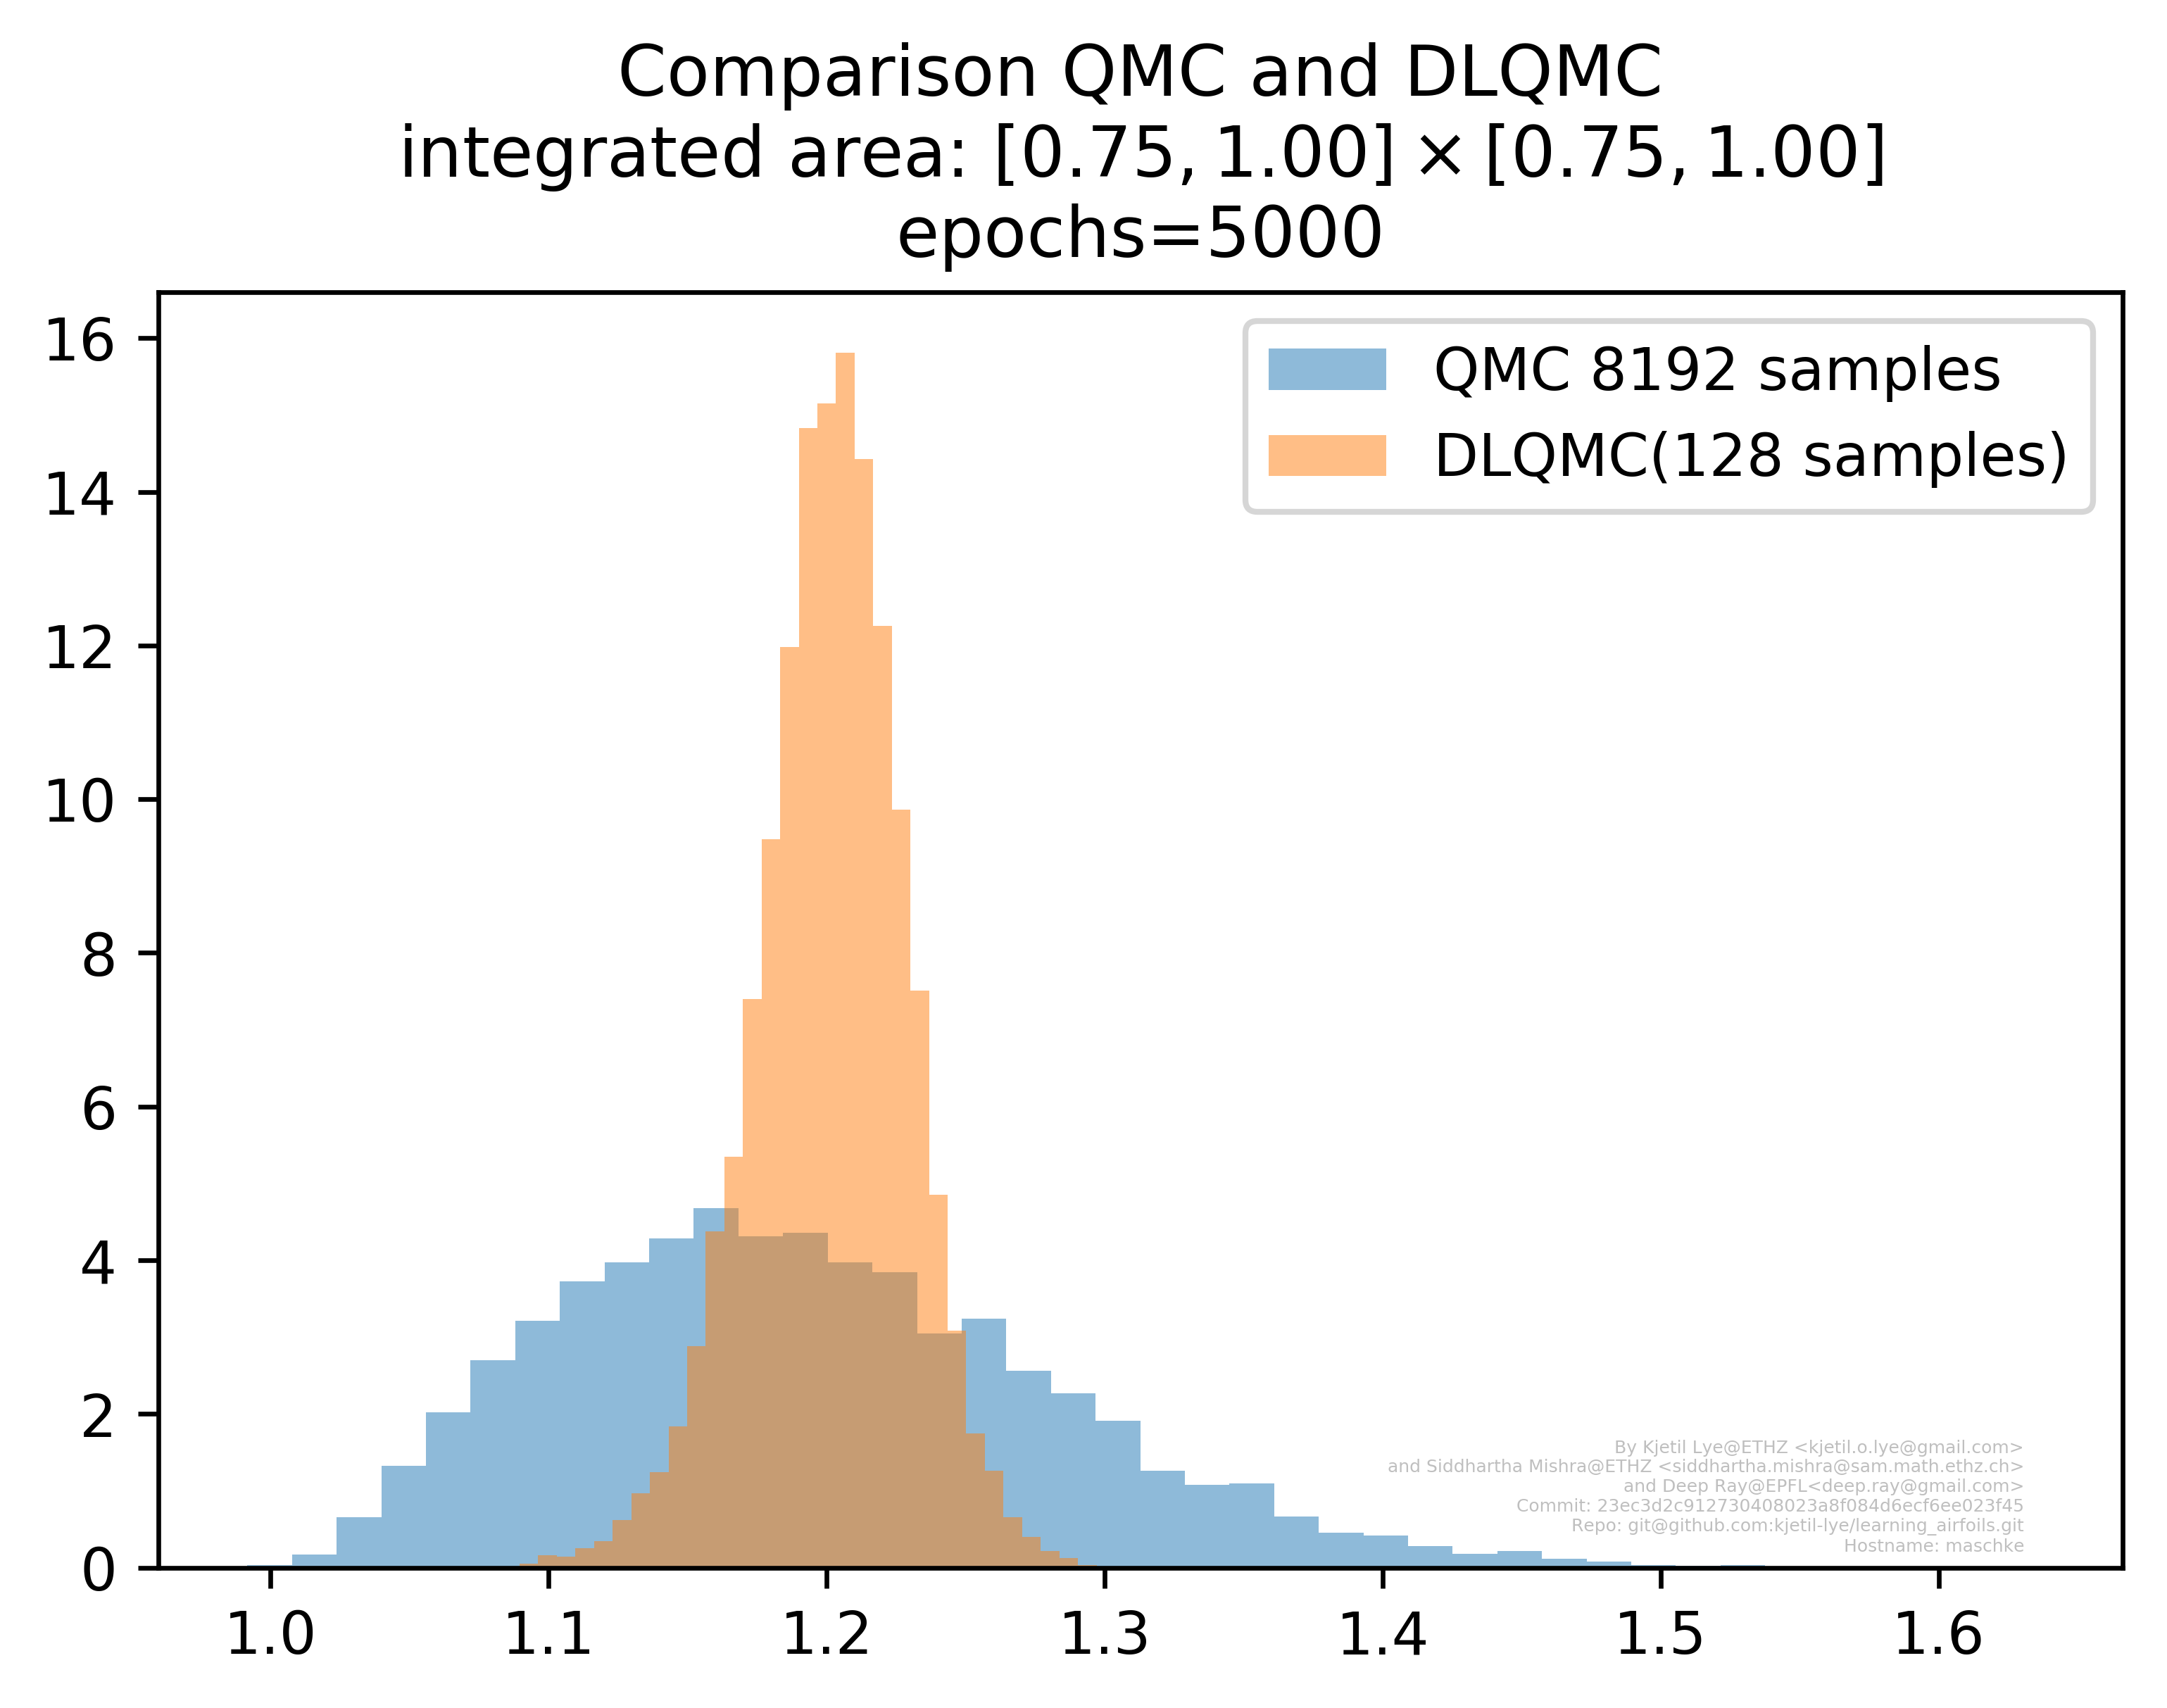 Comparison QMC and DLQMC
integrated area: [0.75, 1.00] × [0.75, 1.00]
epochs=5000
QMC 8192 samples
DLQMC(128 samples)
16
14
12
10
8
6
4
2
0
1.0 1.1 1.2 1.3 1.4 1.5 1.6
By Kjetil Lye@ETHZ <kjetil.o.lye@gmail.com>
and Siddhartha Mishra@ETHZ <siddhartha.mishra@sam.math.ethz.ch>
and Deep Ray@EPFL<deep.ray@gmail.com>
Commit: 23ec3d2c912730408023a8f084d6ecf6ee023f45
Repo: git@github.com:kjetil-lye/learning_airfoils.git
Hostname: maschke